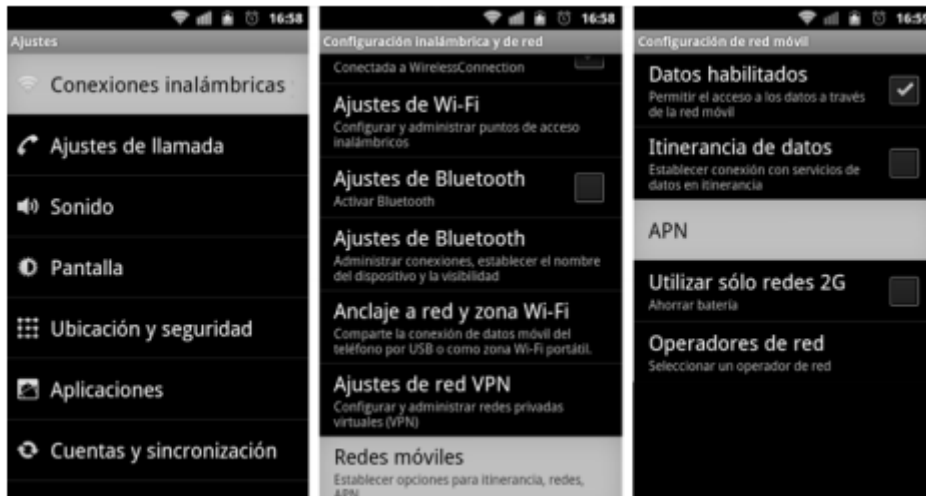 16:58
Ajustes
Conexiones inalámbricas
Ajustes de llamada
Sonido
Pantalla
Ubicación y seguridad
Aplicaciones
Cuentas y sincronización
16:58
Configuración inalámbrica y de red
Conectada a WirelessConnection
Ajustes de Wi-Fi
Configurar y administrar puntos de acceso
inalámbricos
Ajustes de Bluetooth
Activar Bluetooth
Ajustes de Bluetooth
Administrar conexiones, establecer el nombre
del dispositivo y la visibilidad
Anclaje a red y zona Wi-Fi
Comparte la conexión de datos móvil del
teléfono por USB o como zona Wi-Fi portátil.
Ajustes de red VPN
Configurar y administrar redes privadas
virtuales (VPN)
Redes móviles
Establecer opciones para itinerancia, redes,
APN
16:59
Configuración de red móvil
Datos habilitados
Permitir el acceso a los datos a través
de la red móvil
Itinerancia de datos
Establecer conexión con servicios de
datos en itinerancia
APN
Utilizar sólo redes 2G
Ahorrar batería
Operadores de red
Seleccionar un operador de red